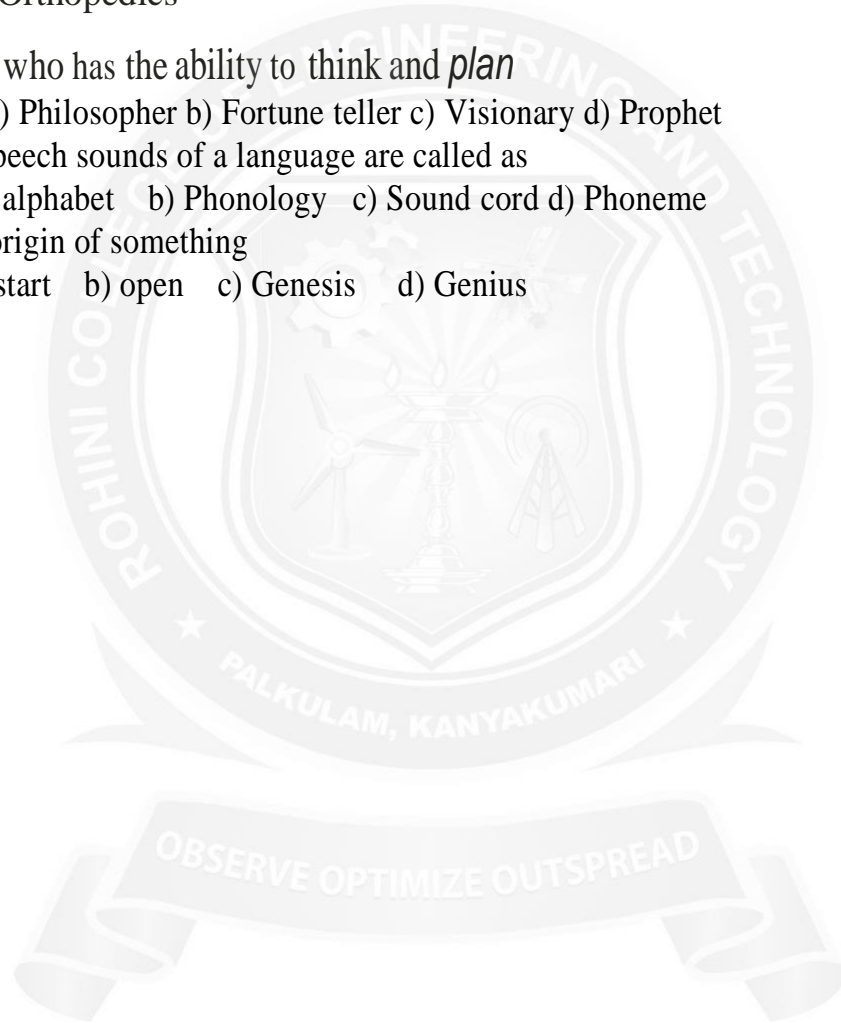 Orthopedics
who has the ability to think and plan
) Philosopher b) Fortune teller c) Visionary d) Prophet
peech sounds of a language are called as
alphabet b) Phonology c) Sound cord d) Phoneme
origin of something
start b) open c) Genesis d) Genius
ROHINI COLLEGE OF ENGINEERING AND TECHNOLOGY
PALKULAM, KANYAKUMARI
OBSERVE OPTIMIZE OUTSPREAD